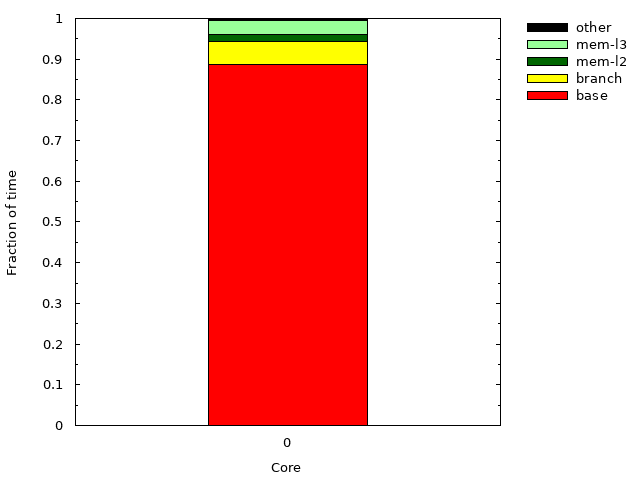 1
0.9
0.8
0.7
0.6
0.5
0.4
0.3
0.2
0.1
0
Fraction of time
0
Core
other
mem-l3
mem-l2
branch
base